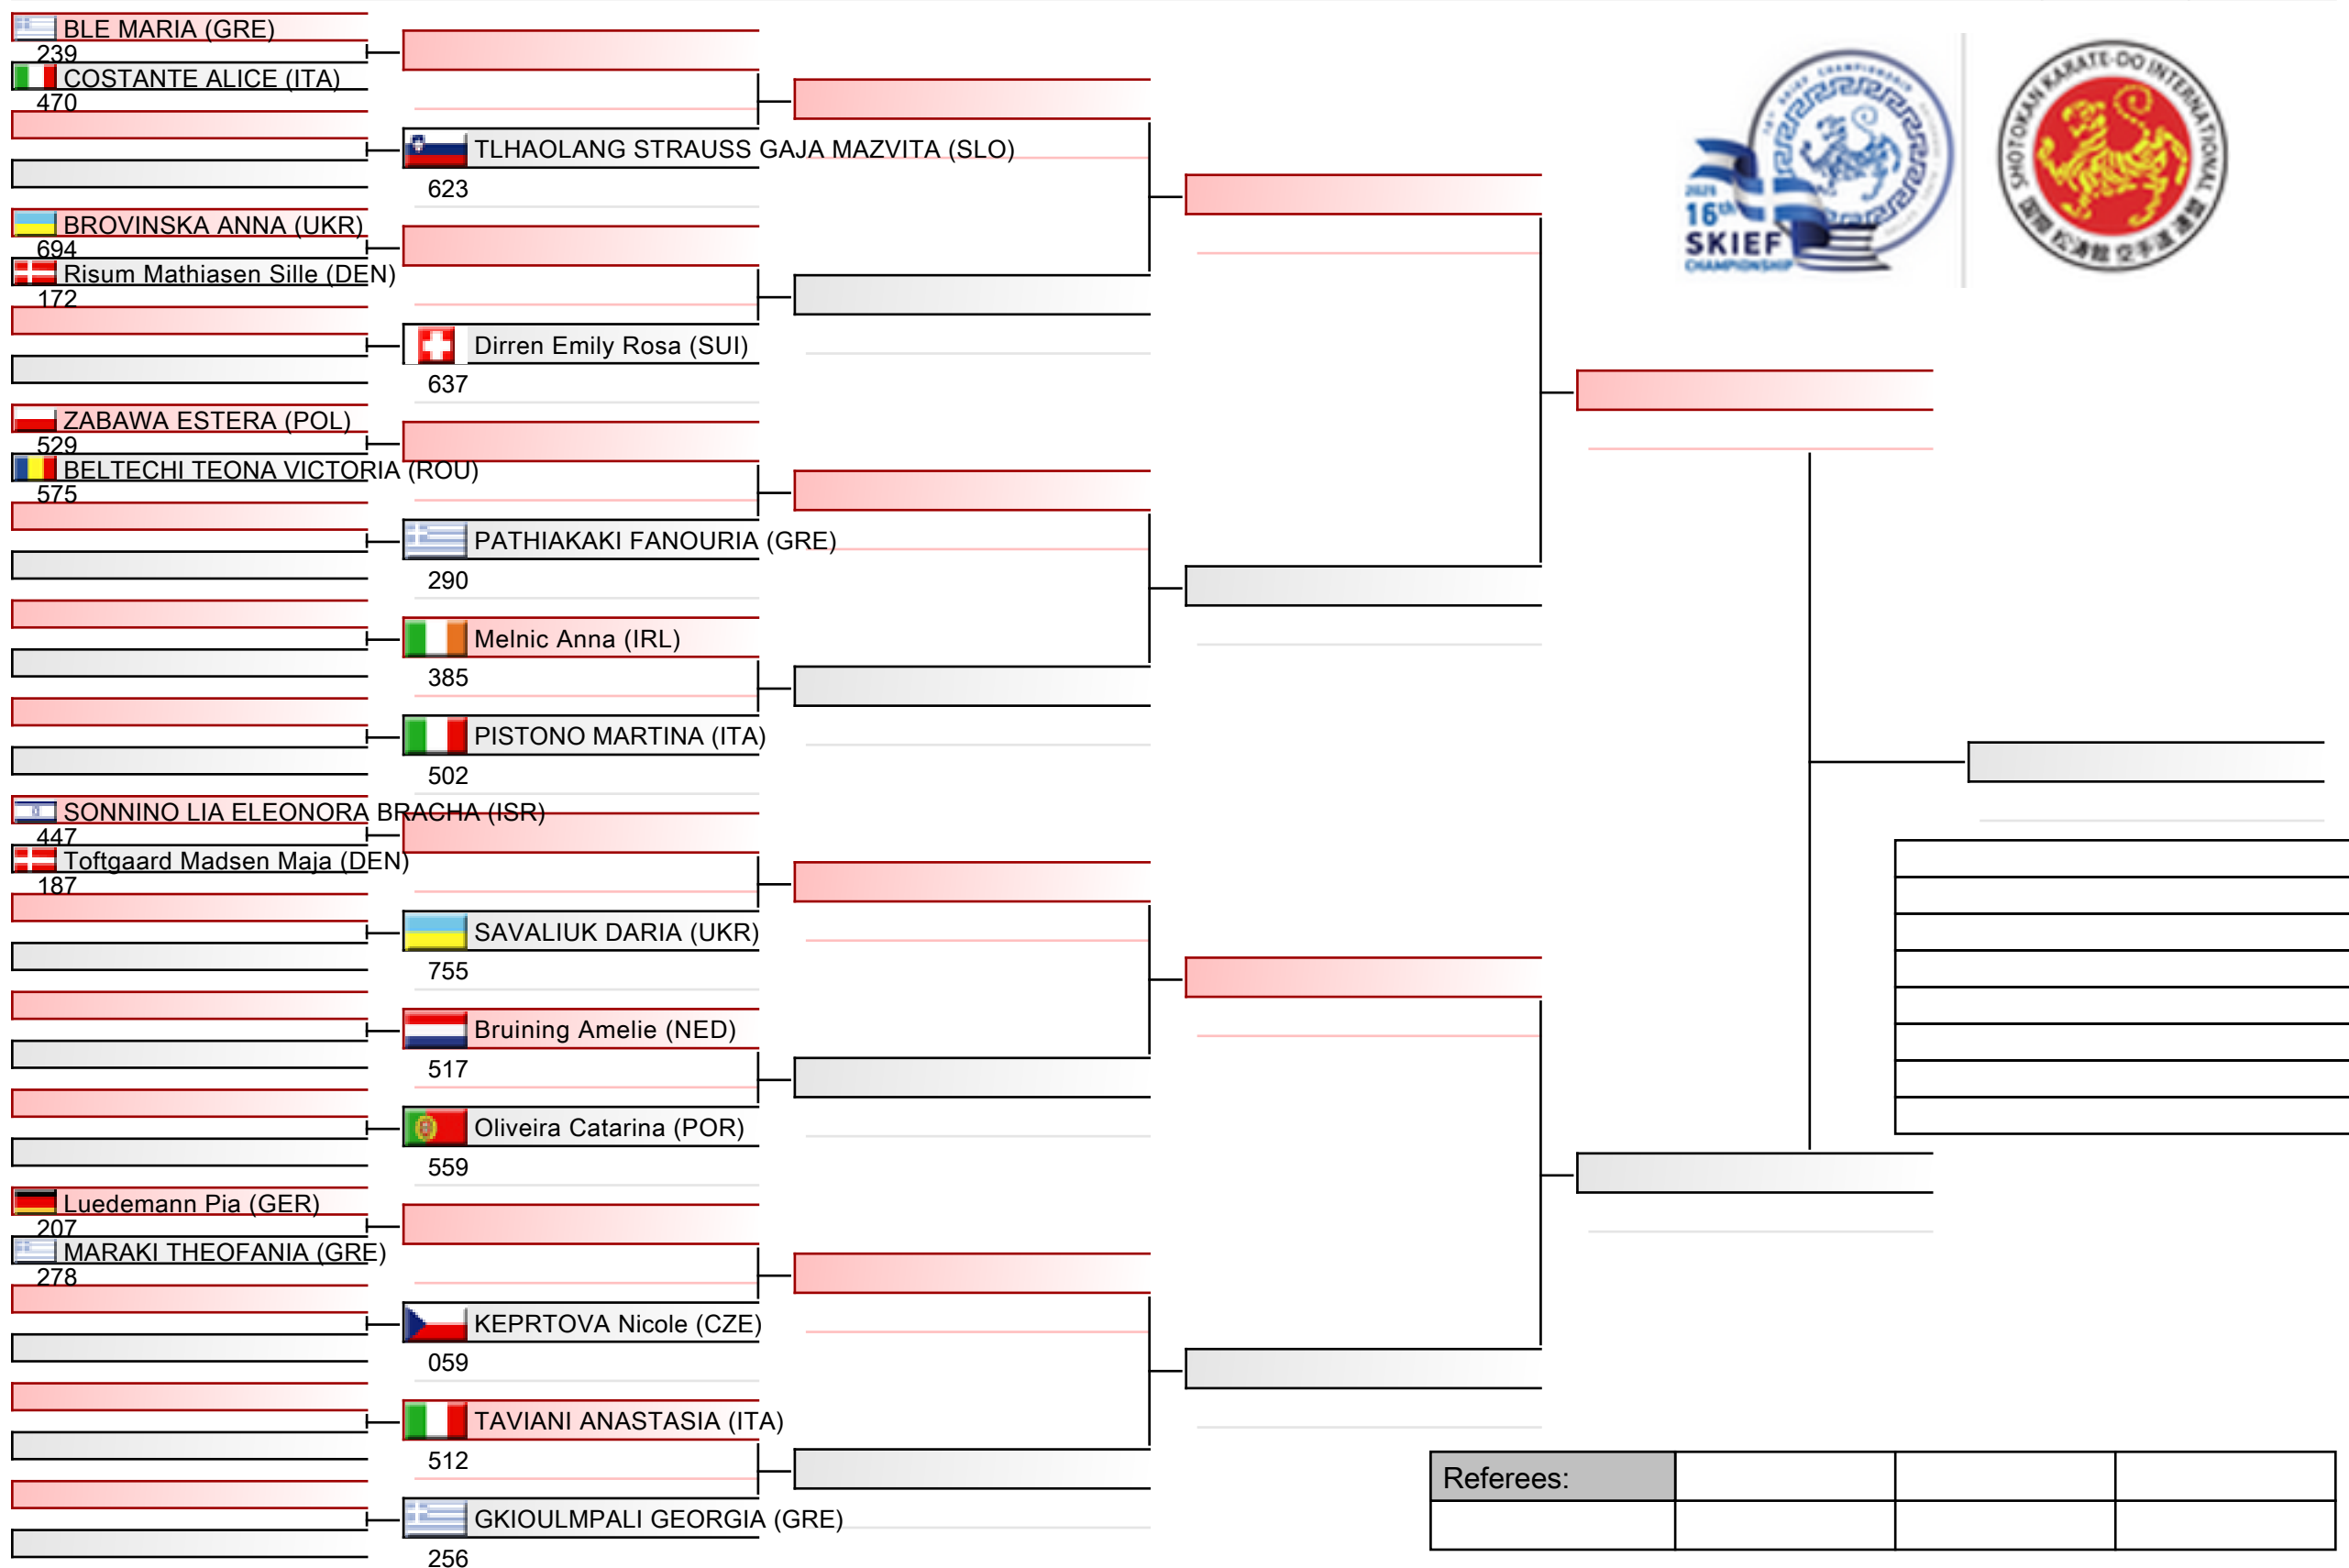 BLE MARIA (GRE)
239
COSTANTE ALICE (ITA)
470
TLHAOLANG STRAUSS GAJA MAZVITA (SLO)
623
BROVINSKA ANNA (UKR)
694
Risum Mathiasen Sille (DEN)
172
Dirren Emily Rosa (SUI)
637
ZABAWA ESTERA (POL)
529
BELTECHI TEONA VICTORIA (ROU)
575
PATHIAKAKI FANOURIA (GRE)
290
Melnic Anna (IRL)
385
PISTONO MARTINA (ITA)
502
SONNINO LIA ELEONORA BRACHA (ISR)
447
Toftgaard Madsen Maja (DEN)
187
SAVALIUK DARIA (UKR)
755
Bruining Amelie (NED)
517
Oliveira Catarina (POR)
559
Luedemann Pia (GER)
207
MARAKI THEOFANIA (GRE)
278
KEPRTOVA Nicole (CZE)
059
TAVIANI ANASTASIA (ITA)
512
GKIOULMPALI GEORGIA (GRE)
256
16th
SKIEF
CHAMPIONSHIP
SHOTOKAN KARATE-DO INTERNATIONAL
Referees: